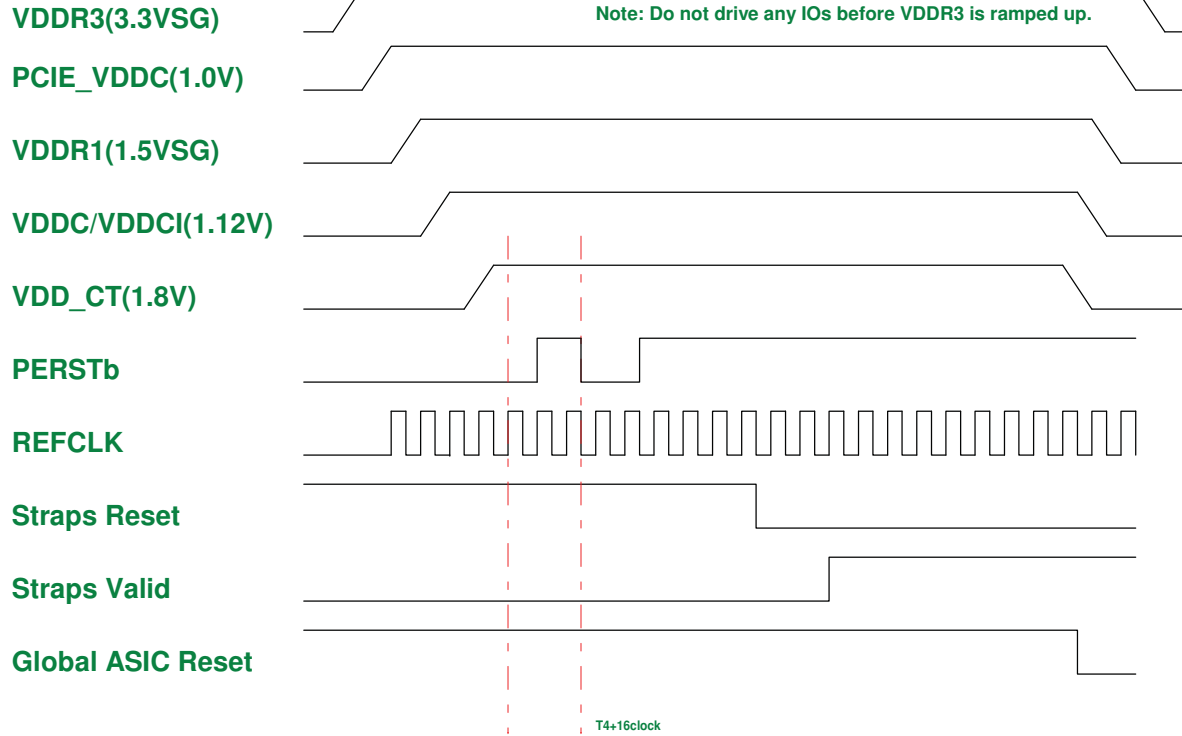 VDDR3(3.3VSG)
Note: Do not drive any IOs before VDDR3 is ramped up.
PCIE_VDDC(1.0V)
VDDR1(1.5VSG)
VDDC/VDDCI(1.12V)
VDD_CT(1.8V)
PERSTb
REFCLK
Straps Reset
Straps Valid
Global ASIC Reset
T4+16clock